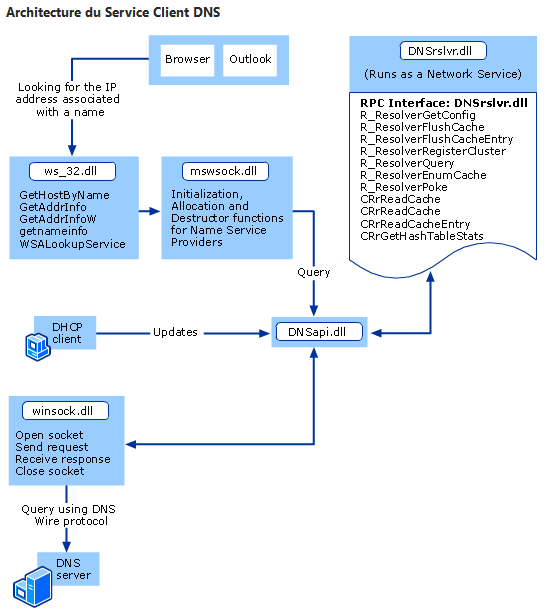 Architecture du Service Client DNS
Browser
Outlook
Looking for the IP
address associated
with a name
ws_32.dll
GetHostByName
GetAddrInfo
GetAddrInfoW
getnameinfo
WSALookupService
mswsock.dll
Initialization,
Allocation and
Destructor functions
for Name Service
Providers
DNSrslvr.dll
(Runs as a Network Service)
RPC Interface: DNSrlvr.dll
R_ResolverGetConfig
R_ResolverFlushCache
R_ResolverFlushCacheEntry
R_ResolverRegisterCluster
R_ResolverQuery
R_ResolverEnumCache
R_ResolverPoke
CRrReadCache
CRrReadCache
CRrReadCacheEntry
CRrGetHashTableStats
Query
DHCP
client
Updates
DNSapi.dll
winsock.dll
Open socket
Send request
Receive response
Close socket
Query using DNS
Wire protocol
DNS
server